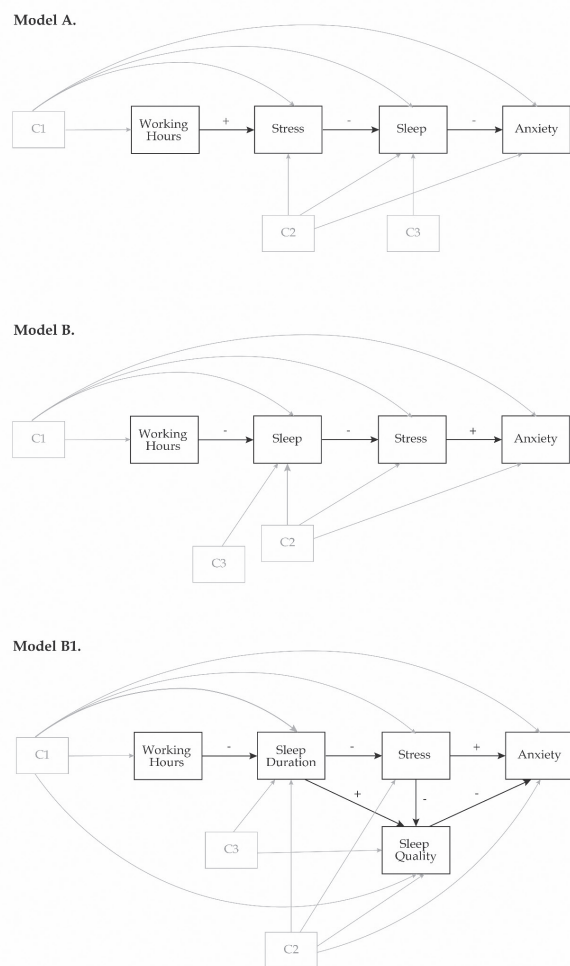 Model A.
C1
Working
Hours
+
Stress
-
Sleep
-
Anxiety
C2
C3
Model B.
C1
Working
Hours
-
Sleep
-
Stress
+
Anxiety
C3
C2
Model B1.
C1
Working
Hours
-
Sleep
Duration
-
Stress
+
Anxiety
+
-
-
C3
Sleep
Quality
C2